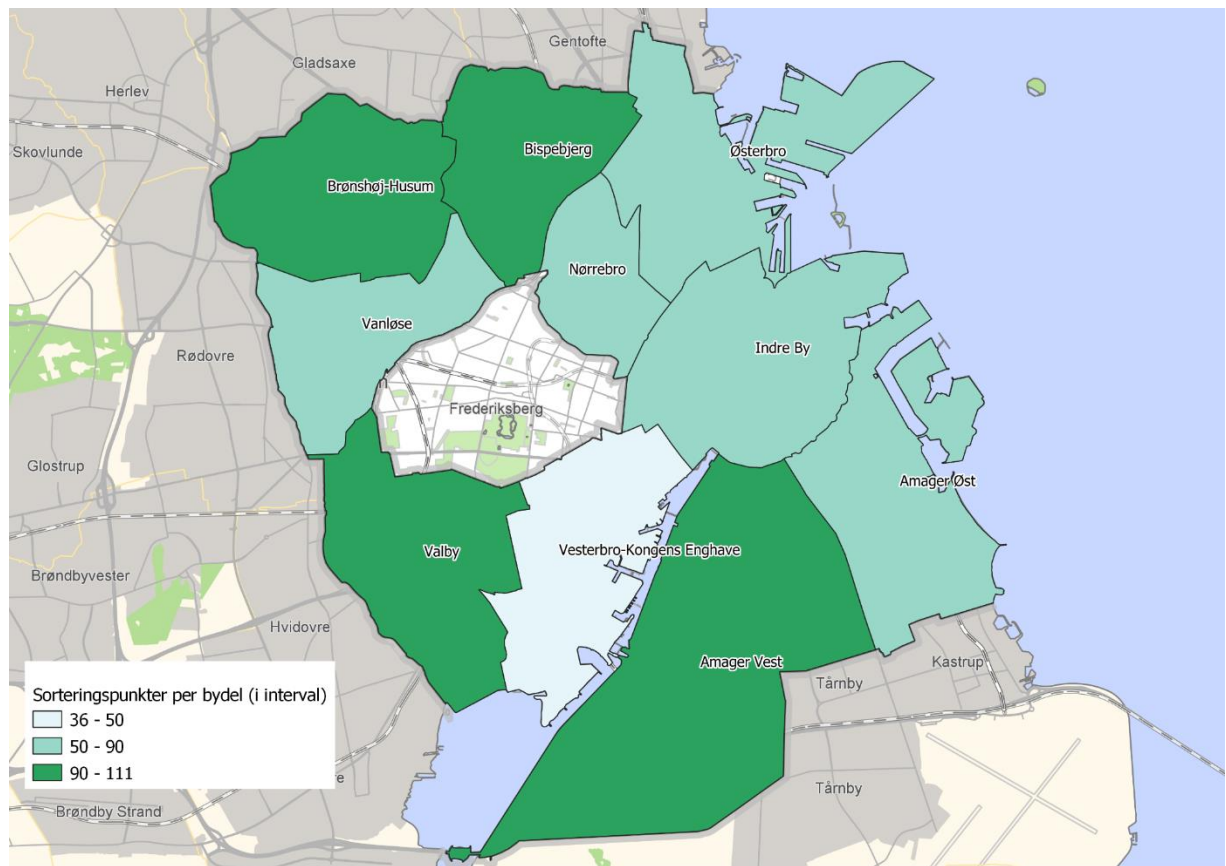 Gentofte
Gladsaxe
Herlev
Skovlunde
Bispebjerg
Østerbro
Brønshøj-Husum
Nørrebro
Vanløse
Indre By
Rødovre
Frederiksberg
Glostrup
Amager Øst
Valby
Vesterbro-Kongens Enghave
Brøndbyvester
Hvidovre
Amager Vest
Kastrup
Tårnby
Sorteringspunkter per bydel (i interval)
36 - 50
50 - 90
90 - 111
Tårnby
Brøndby Strand